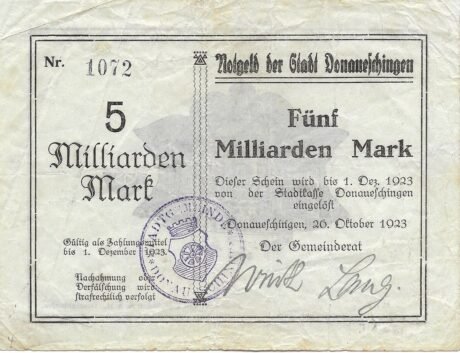 Nr. 1072
5
Milliarden
Mark
Gültig als Zahlungsmittel
bis 1. Dezember 1923.
Nachahmung oder
Verfälschung wird
strafrechtlich verfolgt
Notgeld der Stadt Donaueschingen
Fünf
Milliarden Mark
Dieser Schein wird bis 1. Dez. 1923
von der Stadtkasse Donaueschingen
eingelöst
Donaueschingen, 26. Oktober 1923
Der Gemeinderat
STADTGEMEINDE
DONAUESCHINGEN